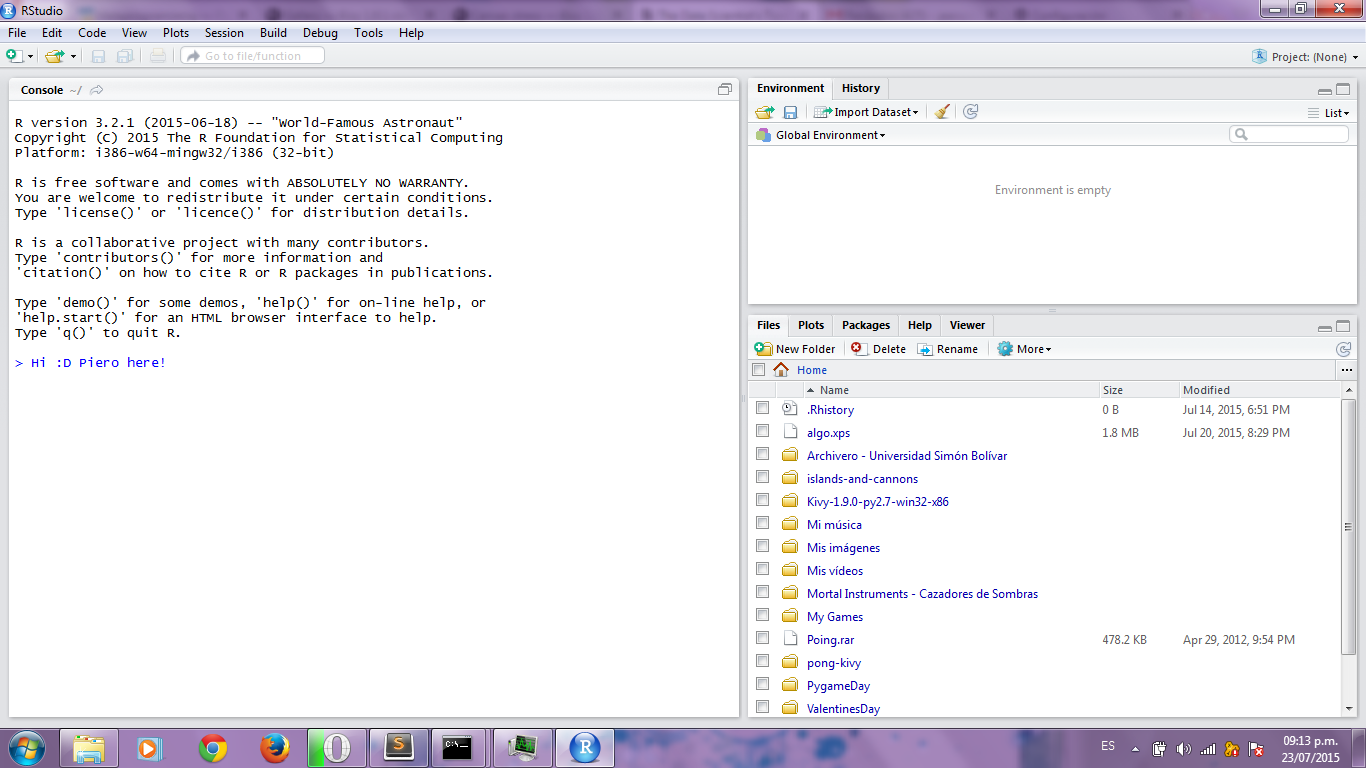 RStudio
File Edit Code View Plots Session Build Debug Tools Help
Go to file/function
Project: (None)
Console ~/
R version 3.2.1 (2015-06-18) -- "World-Famous Astronaut"
Copyright (C) 2015 The R Foundation for Statistical Computing
Platform: i386-w64-mingw32/i386 (32-bit)
R is free software and comes with ABSOLUTELY NO WARRANTY.
You are welcome to redistribute it under certain conditions.
Type 'license()' or 'licence()' for distribution details.
R is a collaborative project with many contributors.
Type 'contributors()' for more information and
'citation()' on how to cite R or R packages in publications.
Type 'demo()' for some demos, 'help()' for on-line help, or
'help.start()' for an HTML browser interface to help.
Type 'q()' to quit R.
> Hi :D Piero here!
Environment History
Import Dataset
List
Global Environment
Environment is empty
Files Plots Packages Help Viewer
New Folder Delete Rename More
Home
Name Size Modified
.Rhistory 0 B Jul 14, 2015, 6:51 PM
algo.xps 1.8 MB Jul 20, 2015, 8:29 PM
Archivero - Universidad Simón Bolívar
islands-and-cannons
Kivy-1.9.0-py2.7-win32-x86
Mi música
Mis imágenes
Mis vídeos
Mortal Instruments - Cazadores de Sombras
My Games
Poing.rar 478.2 KB Apr 29, 2012, 9:54 PM
pong-kivy
PygameDay
ValentinesDay
ES
09:13 p.m.
23/07/2015